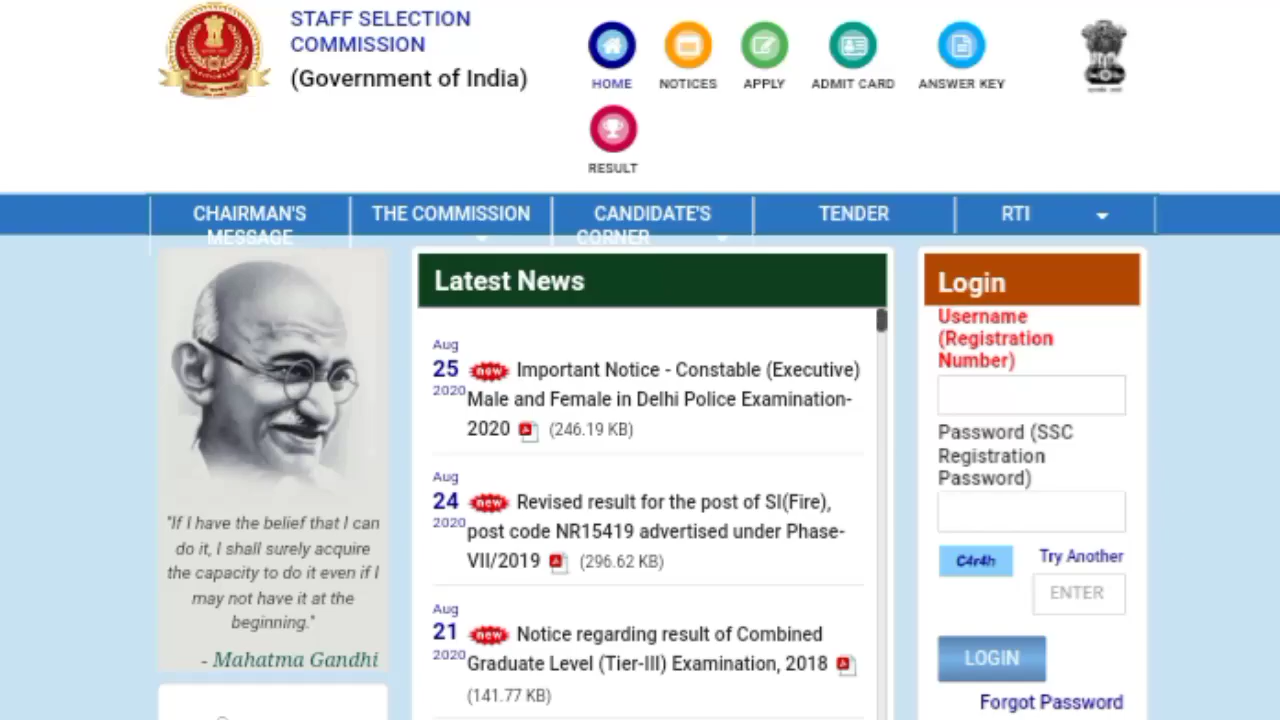 STAFF SELECTION
COMMISSION
(Government of India)
HOME
NOTICES
APPLY
ADMIT CARD
ANSWER KEY
RESULT
CHAIRMAN'S
MESSAGE
THE COMMISSION
CANDIDATE'S
CORNER
TENDER
RTI
"If I have the belief that I can
do it, I shall surely acquire
the capacity to do it even if I
may not have it at the
beginning."
- Mahatma Gandhi
Latest News
Aug
25
2020
new Important Notice - Constable (Executive)
Male and Female in Delhi Police Examination-
2020 (246.19 KB)
Aug
24
2020
new Revised result for the post of SI(Fire),
post code NR15419 advertised under Phase-
VII/2019 (296.62 KB)
Aug
21
2020
new Notice regarding result of Combined
Graduate Level (Tier-III) Examination, 2018
(141.77 KB)
Login
Username
(Registration
Number)
Password (SSC
Registration
Password)
C4r4h
Try Another
ENTER
LOGIN
Forgot Password